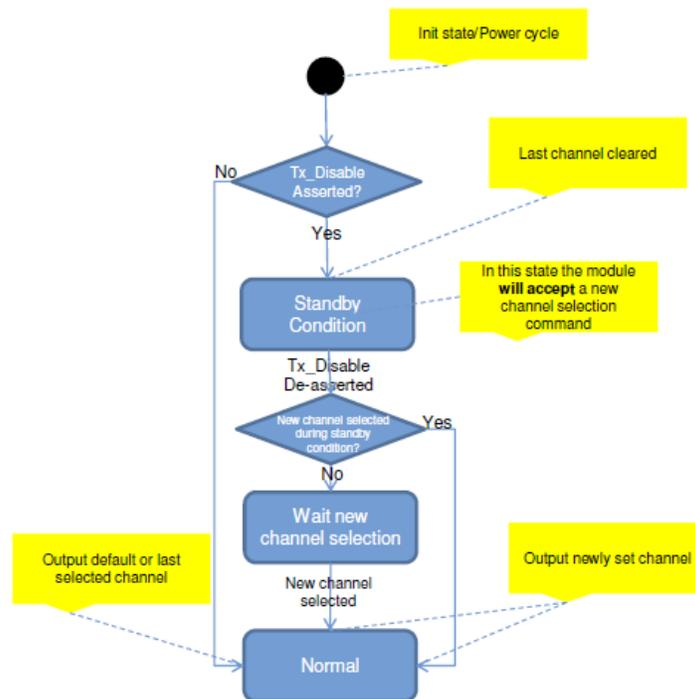 Init state/Power cycle
Last channel cleared
No
Tx_Disable
Asserted?
Yes
In this state the module
will accept a new
channel selection
command
Standby
Condition
Tx_Disable
De-asserted
New channel selected
during standby
condition?
Yes
No
Wait new
channel selection
Output default or last
selected channel
Output newly set channel
New channel
selected
Normal